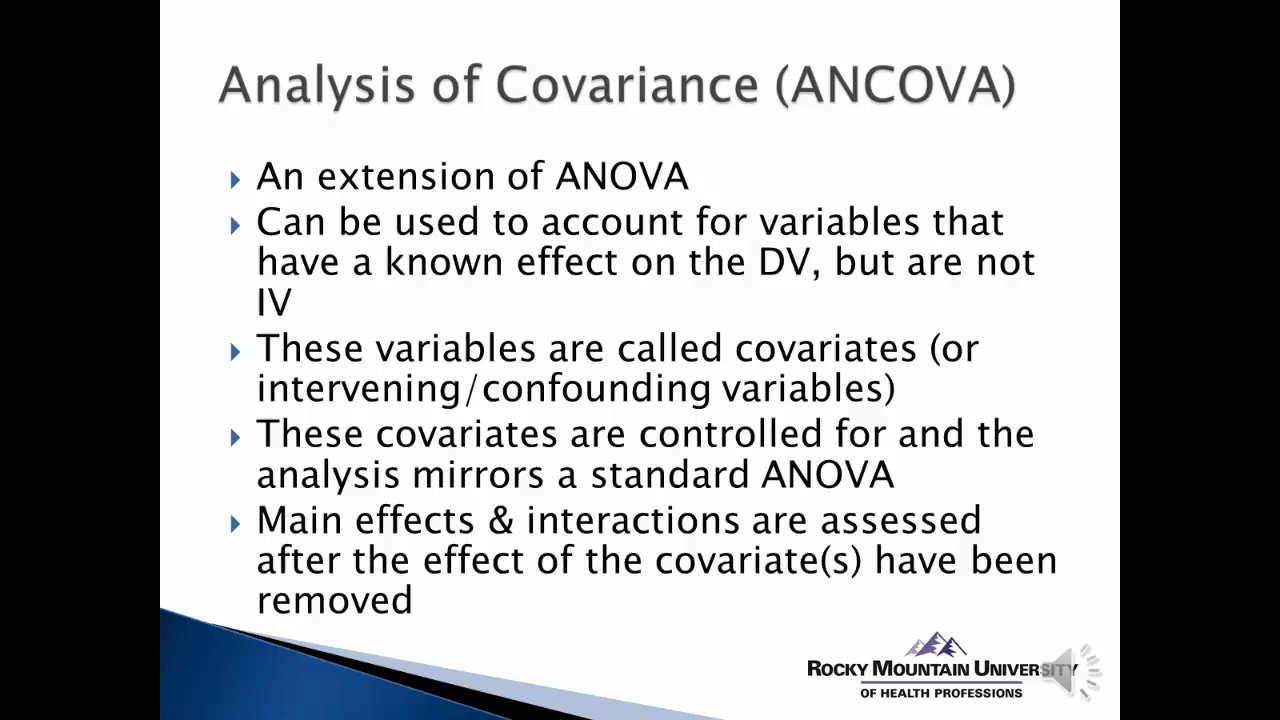 Analysis of Covariance (ANCOVA)
An extension of ANOVA
Can be used to account for variables that
have a known effect on the DV, but are not
IV
These variables are called covariates (or
intervening/confounding variables)
These covariates are controlled for and the
analysis mirrors a standard ANOVA
Main effects & interactions are assessed
after the effect of the covariate(s) have been
removed
ROCKY MOUNTAIN UNIVERSITY
OF HEALTH PROFESSIONS